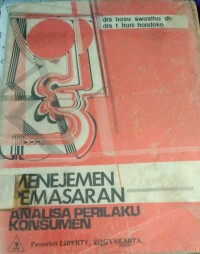 drs basu swastha dh
drs t hani handoko
MENEJEMEN
PEMASARAN
ANALISA PERILAKU
KONSUMEN
Penerbit LIBERTY, YOGYAKARTA.